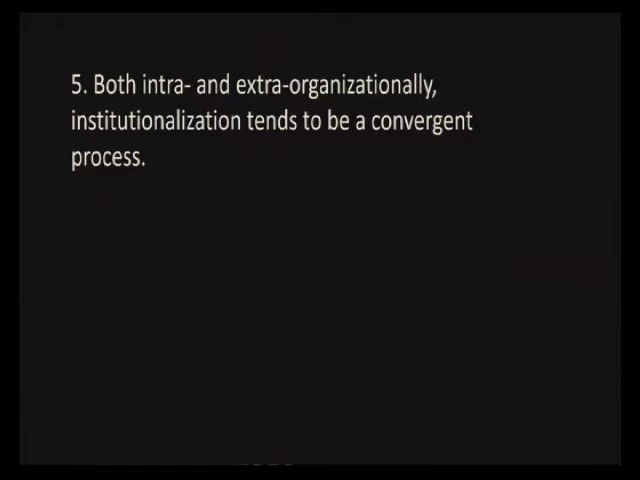 5. Both intra- and extra-organizationally,
institutionalization tends to be a convergent
process.